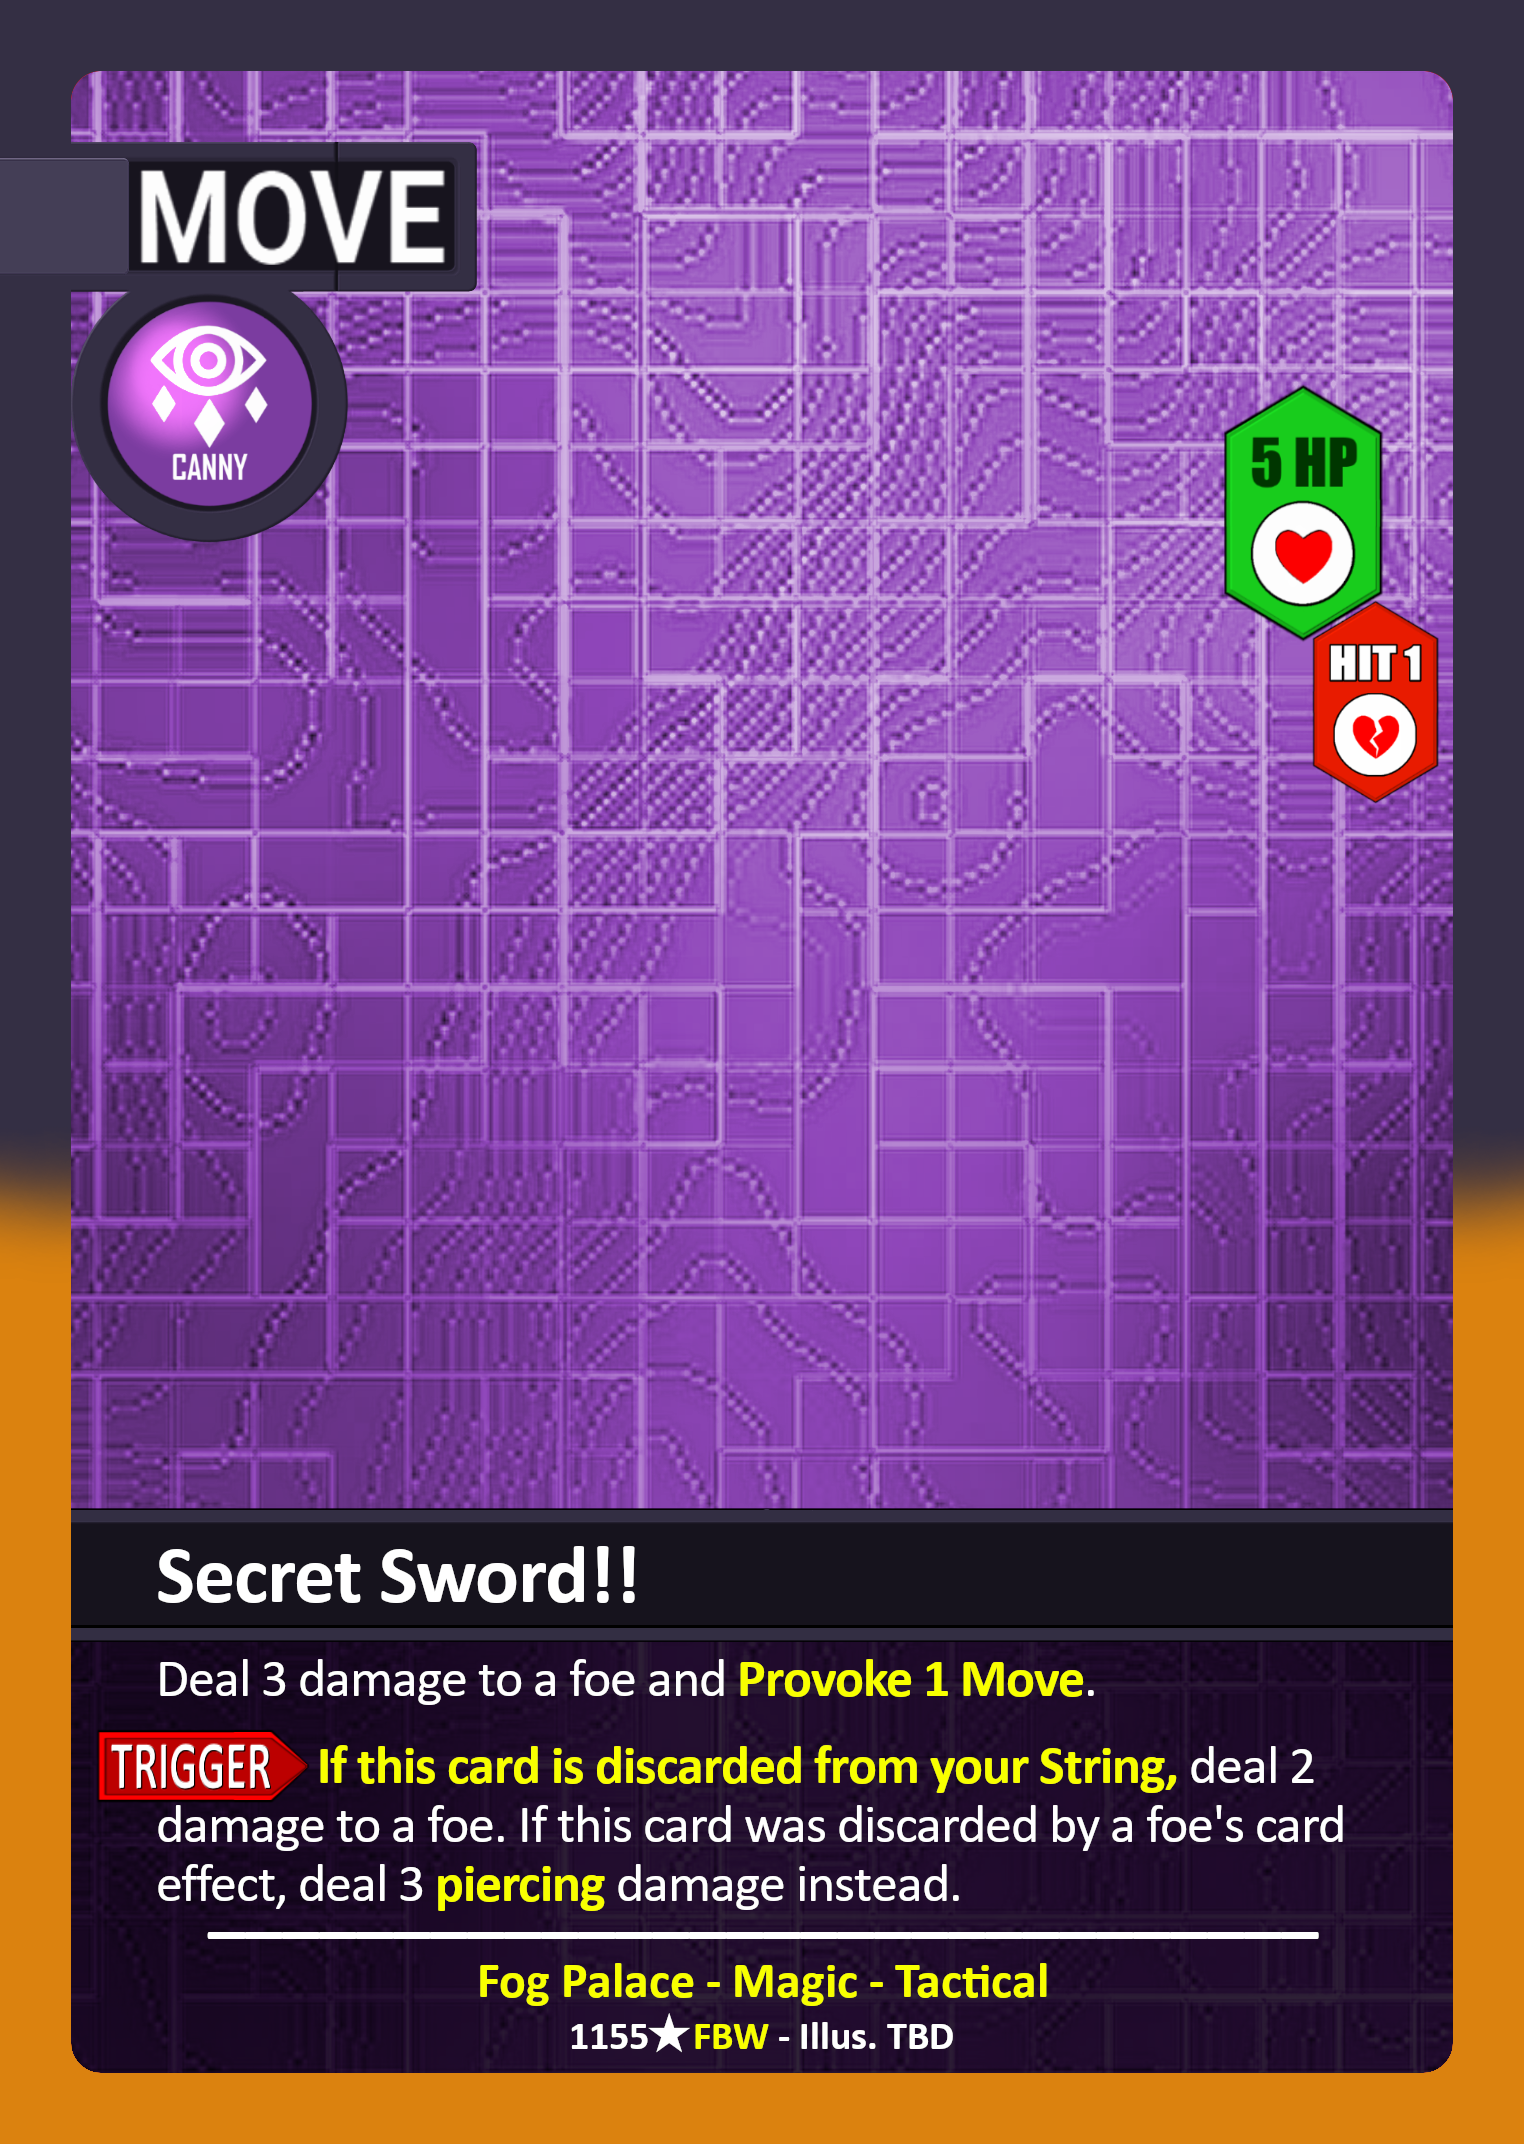 MOVE
CANNY
5 HP
HIT 1
Secret Sword!!
Deal 3 damage to a foe and Provoke 1 Move.
TRIGGER If this card is discarded from your String, deal 2
damage to a foe. If this card was discarded by a foe's card
effect, deal 3 piercing damage instead.
Fog Palace - Magic - Tactical
1155★FBW - Illus. TBD